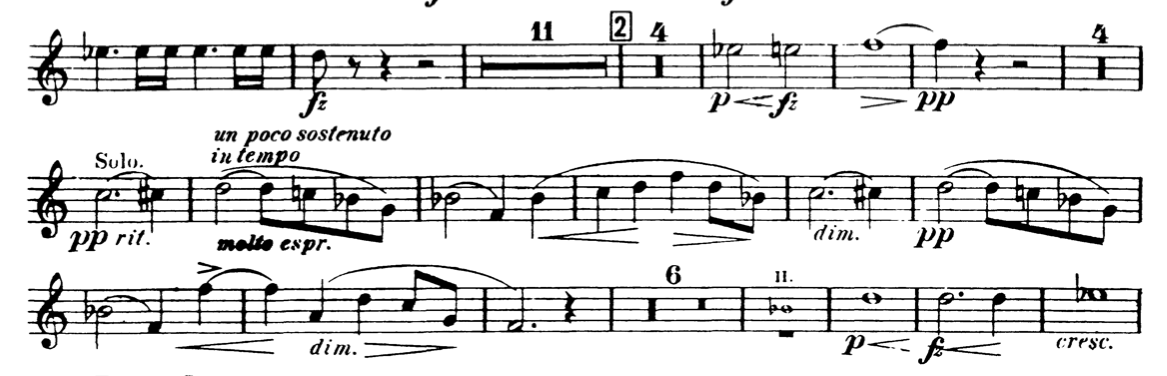 11 2 4 4
fz p fz pp
un poco sostenuto
Solo. in tempo
pp rit. molto espr. dim. pp
6 II.
dim. p fz cresc.